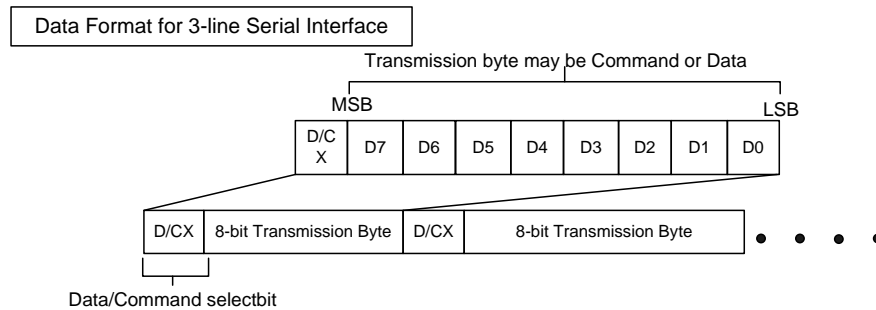 Data Format for 3-line Serial Interface
Transmission byte may be Command or Data
MSB
LSB
D/C
X
D7
D6
D5
D4
D3
D2
D1
D0
D/CX
8-bit Transmission Byte
D/CX
8-bit Transmission Byte
Data/Command selectbit